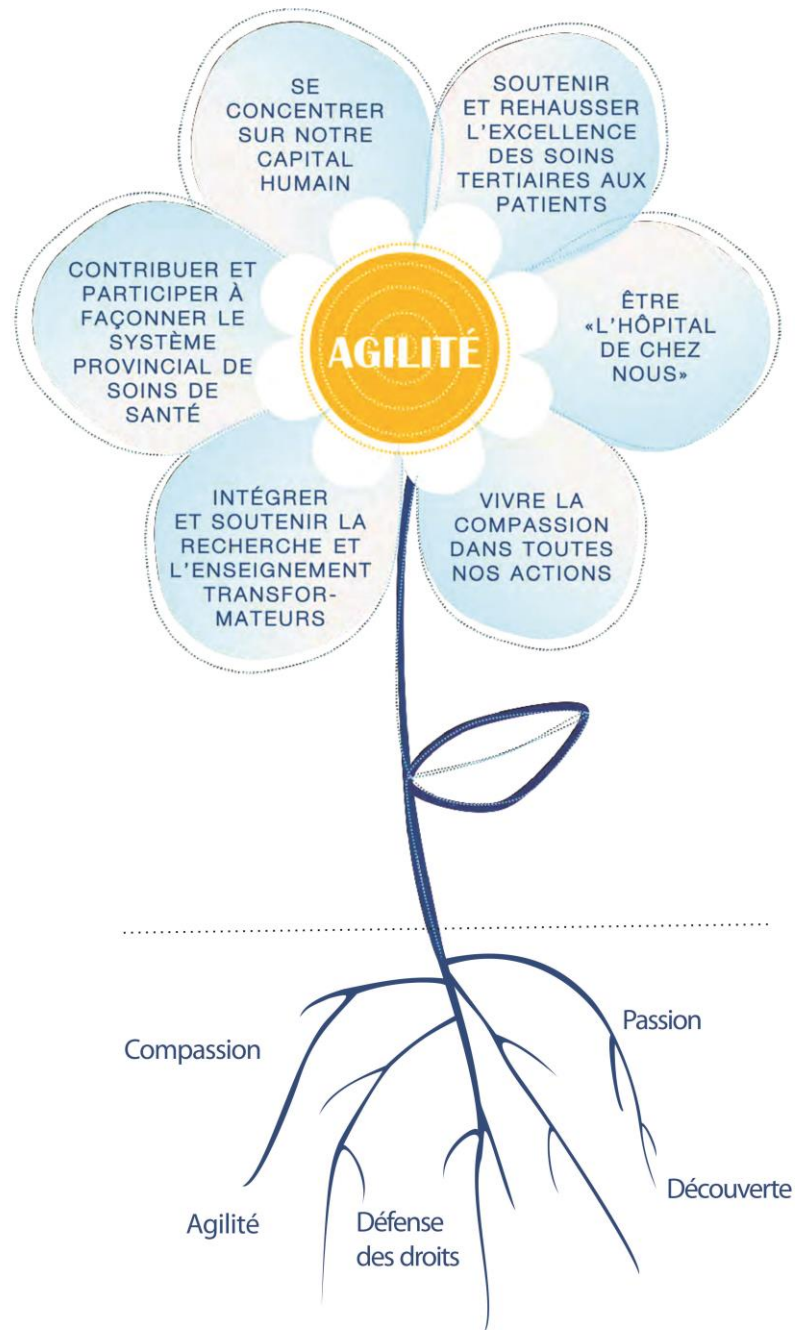 SE
CONCENTRER
SUR NOTRE
CAPITAL
HUMAIN
SOUTENIR
ET REHAUSSER
L'EXCELLENCE
DES SOINS
TERTIAIRES AUX
PATIENTS
CONTRIBUER ET
PARTICIPER À
FAÇONNER LE
SYSTÈME
PROVINCIAL DE
SOINS DE
SANTÉ
AGILITÉ
ÊTRE
«L'HÔPITAL
DE CHEZ
NOUS»
INTÉGRER
ET SOUTENIR LA
RECHERCHE ET
L'ENSEIGNEMENT
TRANSFOR-
MATEURS
VIVRE LA
COMPASSION
DANS TOUTES
NOS ACTIONS
Compassion
Passion
Agilité
Défense
des droits
Découverte